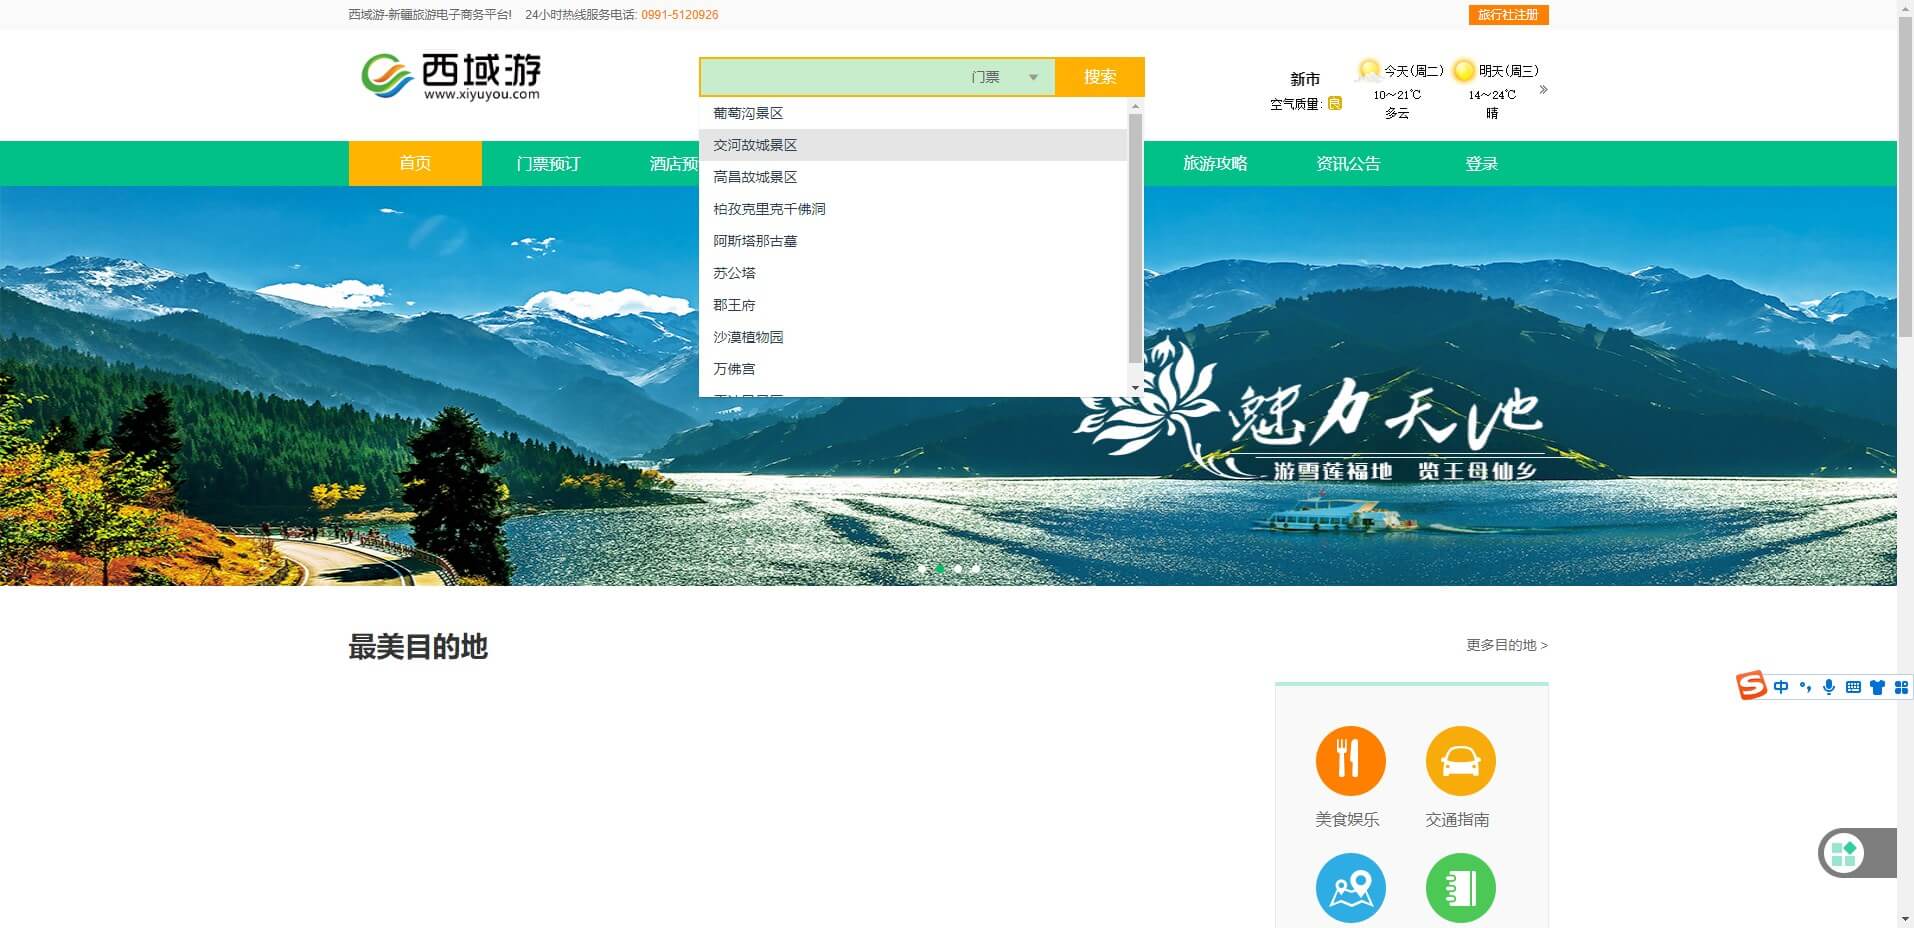 西域游-新疆旅游电子商务平台! 24小时热线服务电话: 0991-5120926
旅行社注册
西域游
www.xiyuyou.com
门票
搜索
新市
空气质量: 良
今天(周二)
10～21℃
多云
明天(周三)
14～24℃
晴
»
首页
门票预订
酒店预
旅游攻略
资讯公告
登录
葡萄沟景区
交河故城景区
高昌故城景区
柏孜克里克千佛洞
阿斯塔那古墓
苏公塔
郡王府
沙漠植物园
万佛宫
魅力天池
游雪莲福地 览王母仙乡
最美目的地
更多目的地 >
中
美食娱乐
交通指南